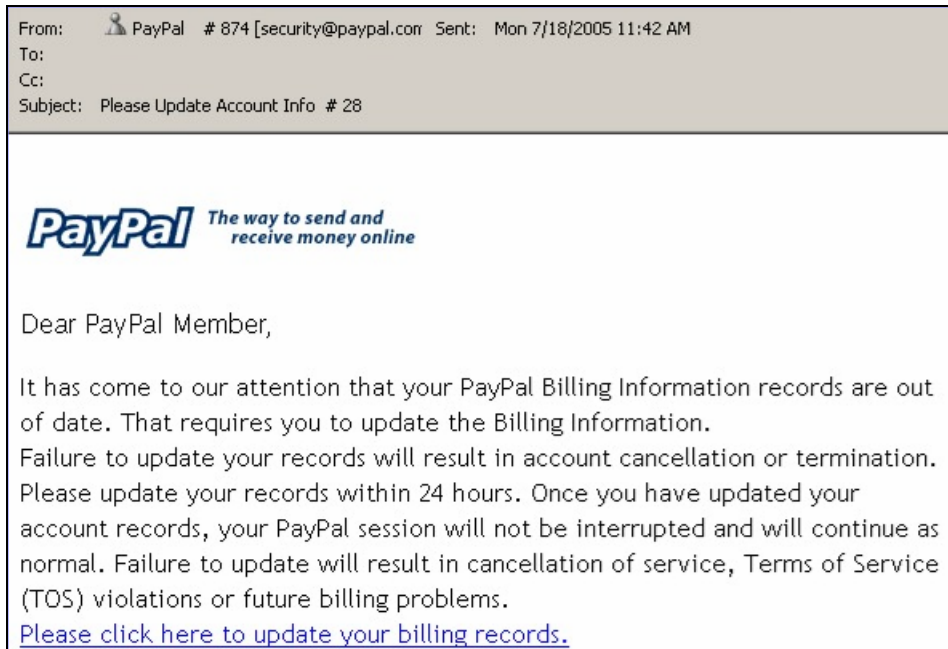 From: PayPal # 874 [security@paypal.com Sent: Mon 7/18/2005 11:42 AM
To:
Cc:
Subject: Please Update Account Info # 28
PayPal The way to send and
receive money online
Dear PayPal Member,
It has come to our attention that your PayPal Billing Information records are out
of date. That requires you to update the Billing Information.
Failure to update your records will result in account cancellation or termination.
Please update your records within 24 hours. Once you have updated your
account records, your PayPal session will not be interrupted and will continue as
normal. Failure to update will result in cancellation of service, Terms of Service
(TOS) violations or future billing problems.
Please click here to update your billing records.